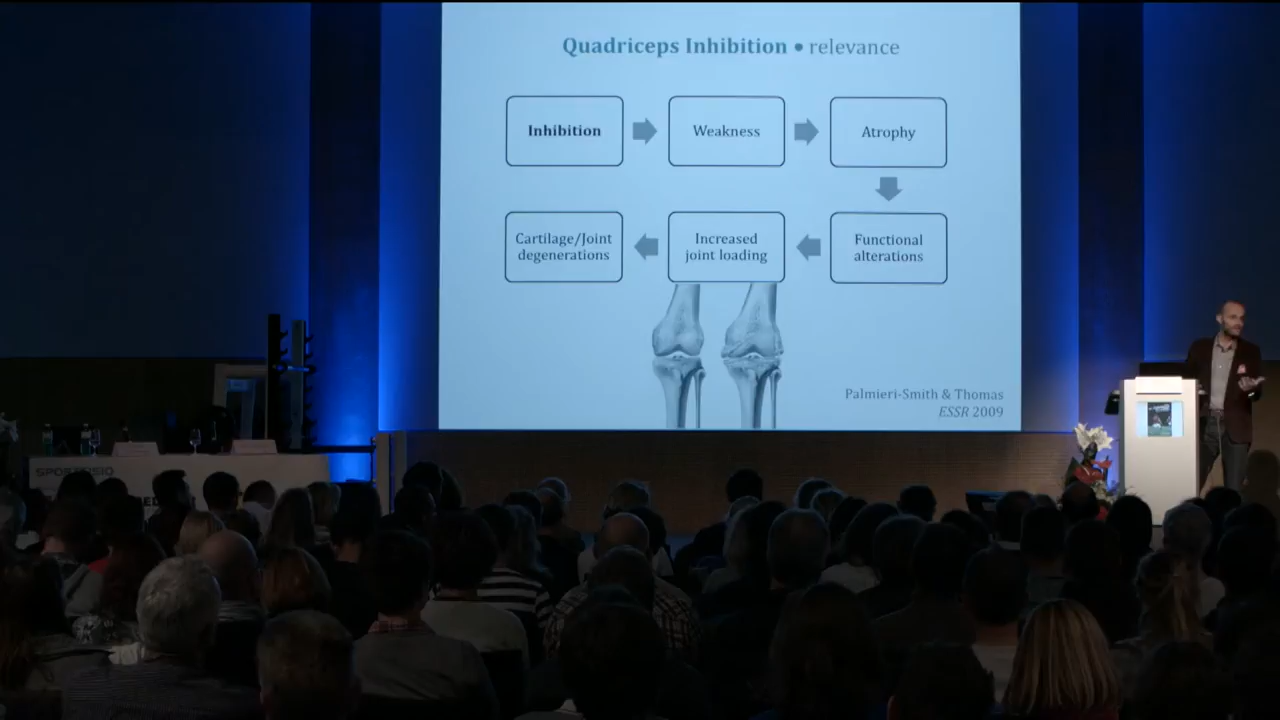 Quadriceps Inhibition • relevance
Inhibition
Weakness
Atrophy
Cartilage/Joint
degenerations
Increased
joint loading
Functional
alterations
Palmieri-Smith & Thomas
ESSR 2009